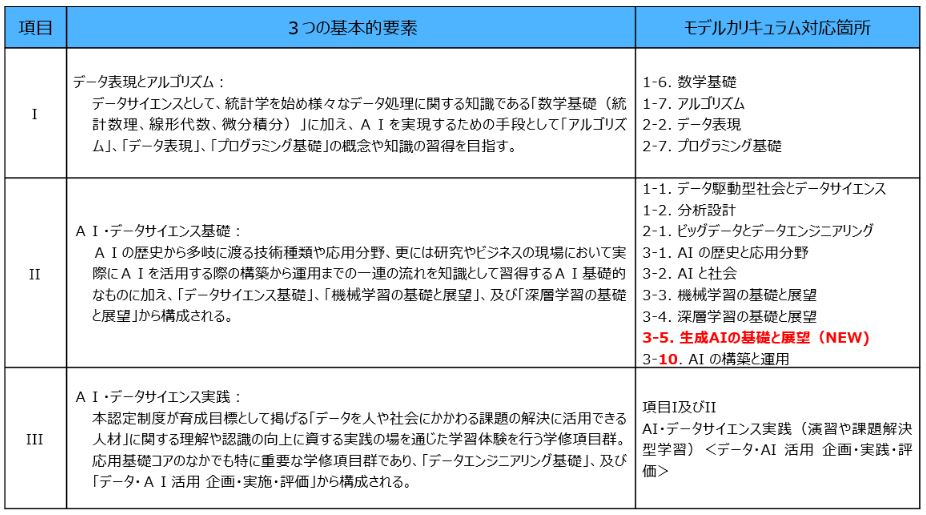 項目
3つの基本的要素
モデルカリキュラム対応箇所
I
データ表現とアルゴリズム：
データサイエンスとして、統計学を始め様々なデータ処理に関する知識である「数学基礎（統
計数理、線形代数、微分積分）」に加え、ＡＩを実現するための手段として「アルゴリズ
ム」、「データ表現」、「プログラミング基礎」の概念や知識の習得を目指す。
1-6. 数学基礎
1-7. アルゴリズム
2-2. データ表現
2-7. プログラミング基礎
II
ＡＩ・データサイエンス基礎：
ＡＩの歴史から多岐に渡る技術種類や応用分野、更には研究やビジネスの現場において実
際にＡＩを活用する際の構築から運用までの一連の流れを知識として習得するＡＩ基礎的
なものに加え、「データサイエンス基礎」、「機械学習の基礎と展望」、及び「深層学習の基礎
と展望」から構成される。
1-1. データ駆動型社会とデータサイエンス
1-2. 分析設計
2-1. ビッグデータとデータエンジニアリング
3-1. AI の歴史と応用分野
3-2. AI と社会
3-3. 機械学習の基礎と展望
3-4. 深層学習の基礎と展望
3-5. 生成AIの基礎と展望（NEW)
3-10. AI の構築と運用
III
ＡＩ・データサイエンス実践：
本認定制度が育成目標として掲げる「データを人や社会にかかわる課題の解決に活用できる
人材」に関する理解や認識の向上に資する実践の場を通じた学習体験を行う学修項目群。
応用基礎コアのなかでも特に重要な学修項目群であり、「データエンジニアリング基礎」、及び
「データ・ＡＩ活用 企画・実施・評価」から構成される。
項目I及びII
AI・データサイエンス実践（演習や課題解決
型学習）＜データ・AI 活用 企画・実践・評
価＞